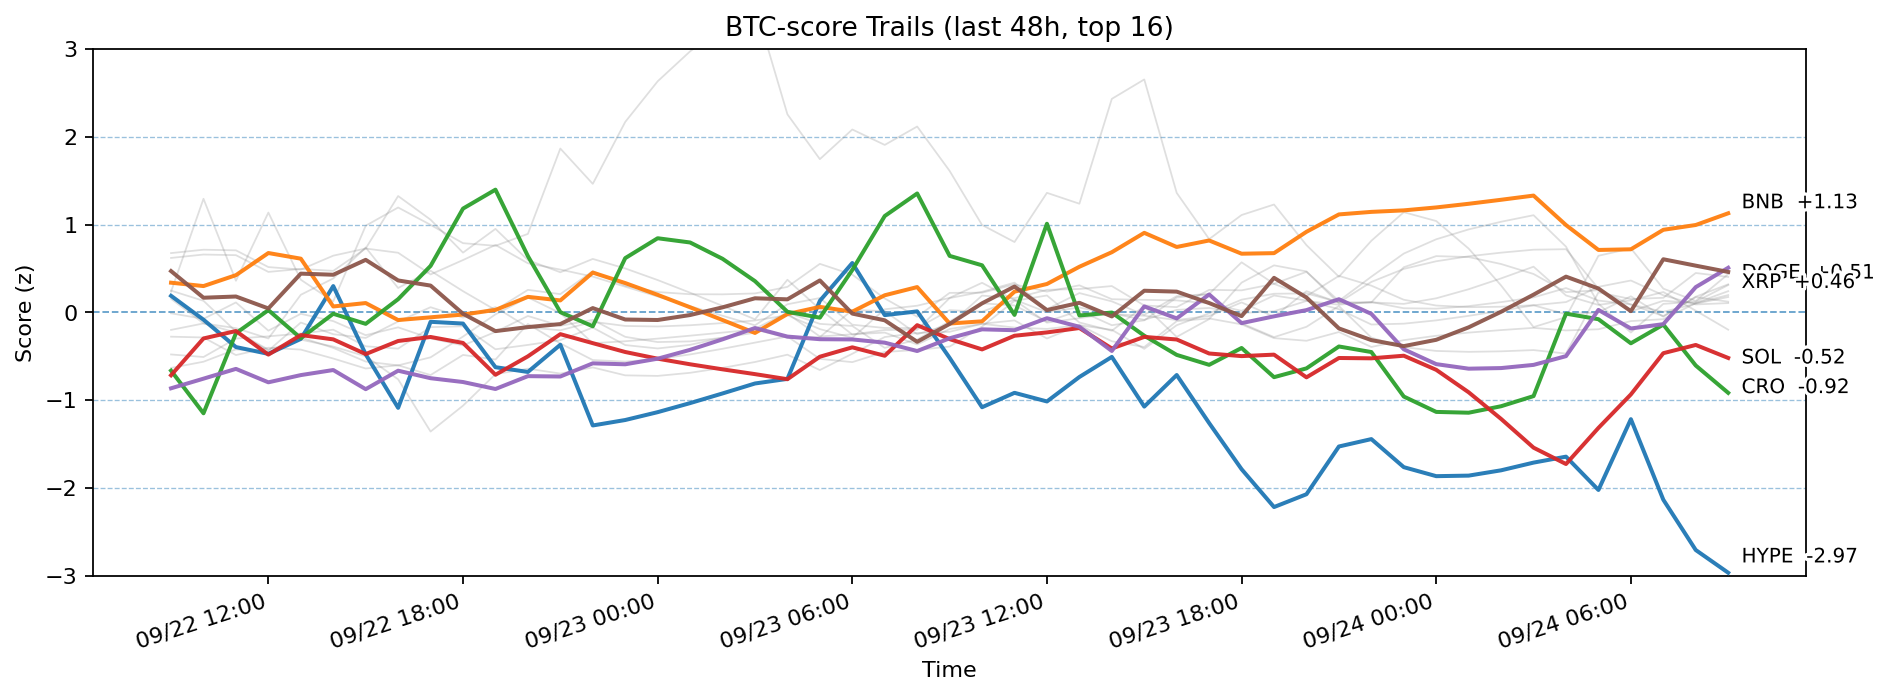 BTC-score Trails (last 48h, top 16)
Score (z)
3
2
1
0
−1
−2
−3
BNB +1.13
XRP +0.46
SOL -0.52
CRO -0.92
HYPE -2.97
09/22 12:00
09/22 18:00
09/23 00:00
09/23 06:00
09/23 12:00
09/23 18:00
09/24 00:00
09/24 06:00
Time